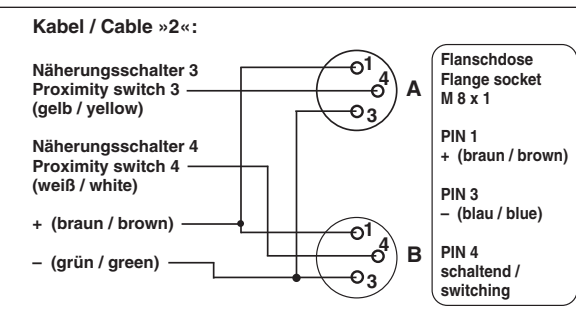 Kabel / Cable »2«:
Näherungsschalter 3
Proximity switch 3
(gelb / yellow)
Näherungsschalter 4
Proximity switch 4
(weiß / white)
+ (braun / brown)
– (grün / green)
1
4
3
A
1
4
3
B
Flanschdose
Flange socket
M 8 x 1
PIN 1
+ (braun / brown)
PIN 3
– (blau / blue)
PIN 4
schaltend /
switching